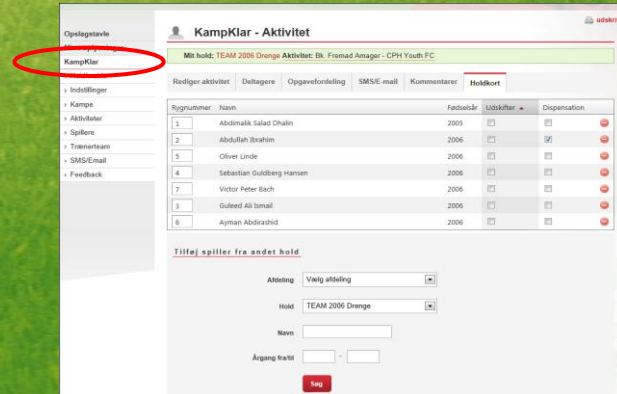 udskri
Opslagstavle
KampKlar - Aktivitet
KampKlar
Mit hold: TEAM 2006 Drenge Aktivitet: Bk. Fremad Amager - CPH Youth FC
› Indstillinger
› Kampe
› Aktiviteter
› Spillere
› Trænerteam
› SMS/Email
› Feedback
Rediger aktivitet Deltagere Opgavefordeling SMS/E-mail Kommentarer Holdkort
Rygnummer Navn Fødselsår Udskifter Dispensation
1 Abdimalik Salad Dhalin 2005
2 Abdullah Ibrahim 2006
5 Oliver Linde 2006
4 Sebastian Guldberg Hansen 2006
7 Victor Peter Bach 2006
3 Guleed Ali Ismail 2006
6 Ayman Abdirashid 2006
Tilføj spiller fra andet hold
Afdeling Vælg afdeling
Hold TEAM 2006 Drenge
Navn
Årgang fra/til -
Søg